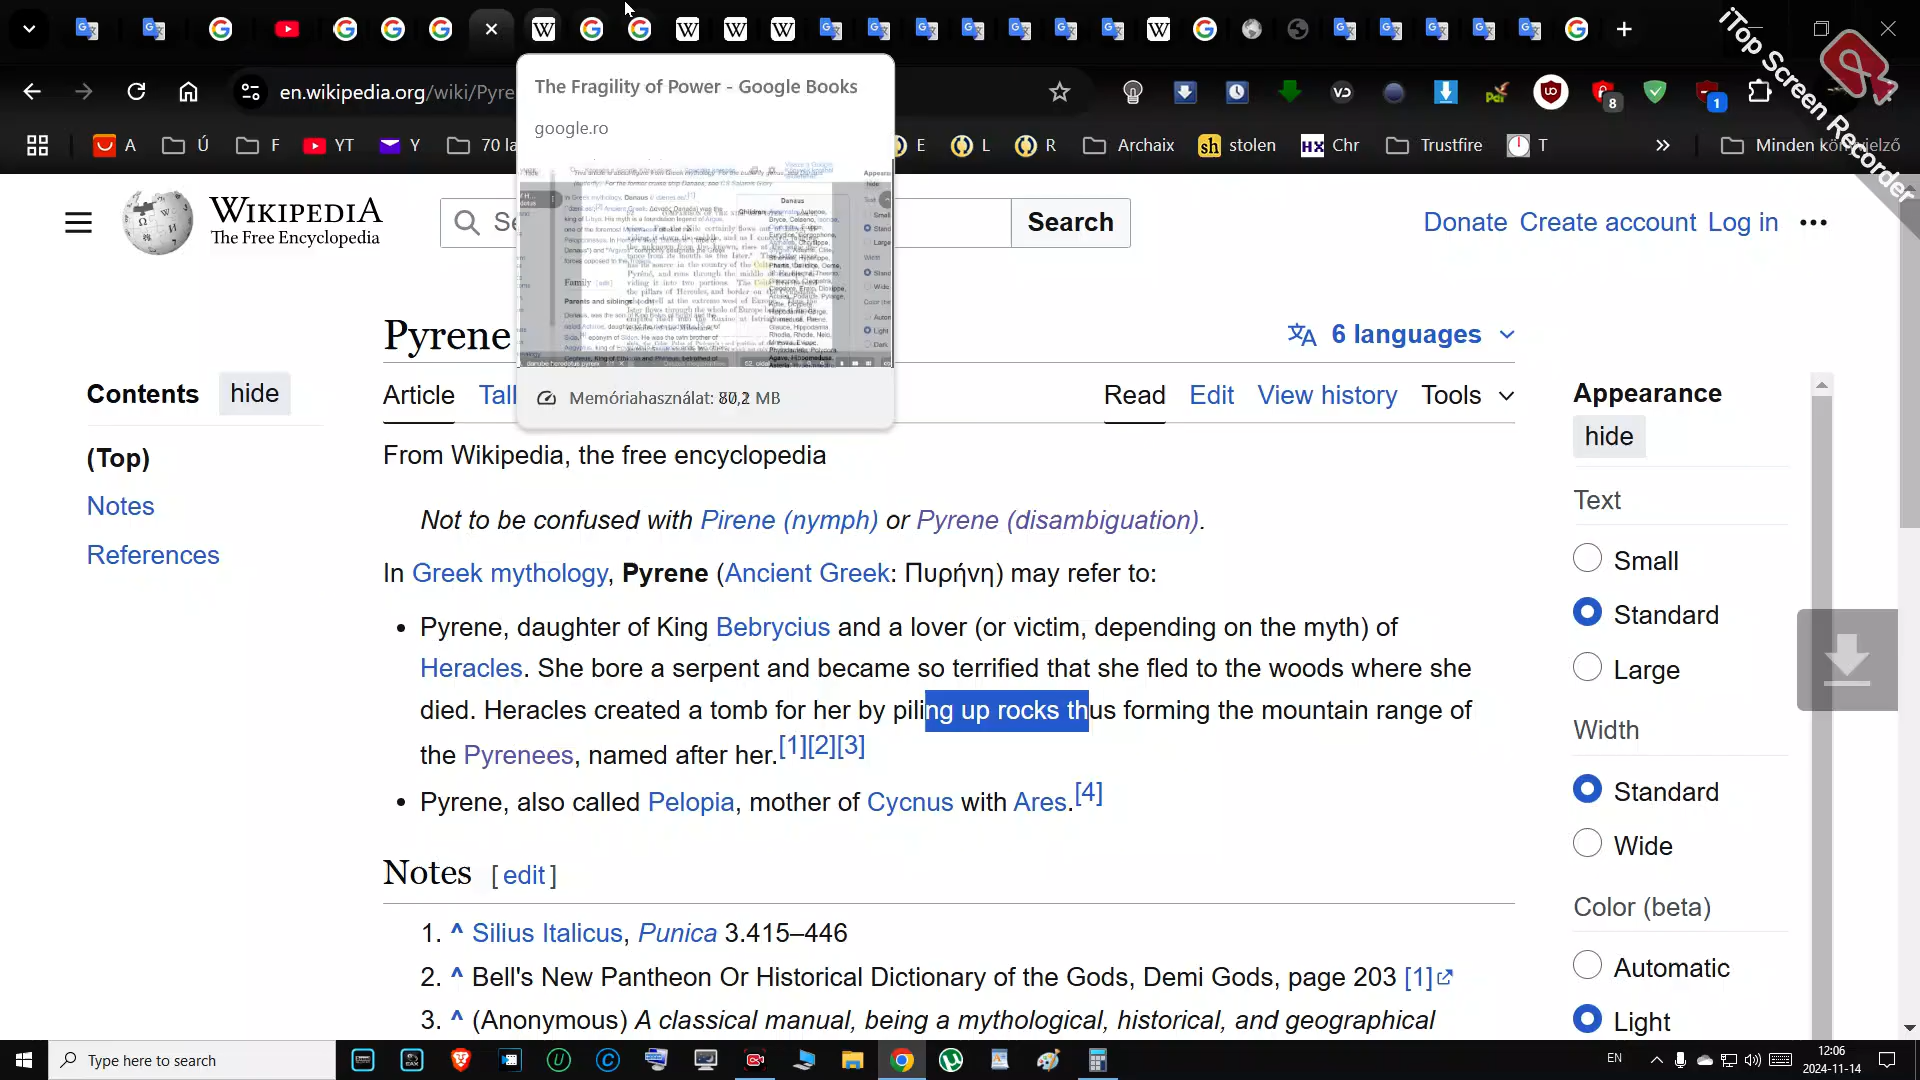 The Fragility of Power - Google Books
google.ro
Memóriahasználat:
MB
en.wikipedia.org/wiki/Pyre
8
1
A
Ú
F
YT
Y
70 la
E
L
R
Archaix
stolen
Chr
Trustfire
T
»
Minden kön
jelző
iTop Screen Recorder
WIKIPEDIA
The Free Encyclopedia
Se
Search
Donate Create account Log in
Pyrene
6 languages
Contents hide
(Top)
Notes
References
Article Tall
Read Edit View history Tools
From Wikipedia, the free encyclopedia
Not to be confused with Pirene (nymph) or Pyrene (disambiguation).
In Greek mythology, Pyrene (Ancient Greek: Πυρήνη) may refer to:
• Pyrene, daughter of King Bebrycius and a lover (or victim, depending on the myth) of
Heracles. She bore a serpent and became so terrified that she fled to the woods where she
died. Heracles created a tomb for her by piling up rocks thus forming the mountain range of
the Pyrenees, named after her.[1][2][3]
• Pyrene, also called Pelopia, mother of Cycnus with Ares.[4]
Notes [edit]
1. ^ Silius Italicus, Punica 3.415–446
2. ^ Bell's New Pantheon Or Historical Dictionary of the Gods, Demi Gods, page 203 [1]
3. ^ (Anonymous) A classical manual, being a mythological, historical, and geographical
Appearance
hide
Text
Small
Standard
Large
Width
Standard
Wide
Color (beta)
Automatic
Light
Type here to search
EN
12:06
2024-11-14